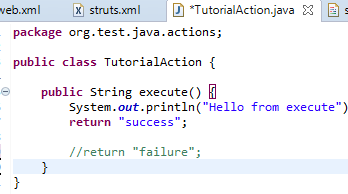 web.xml
struts.xml
*TutorialAction.java
package org.test.java.actions;
public class TutorialAction {
public String execute() {
System.out.println("Hello from execute")
return "success";
//return "failure";
}
}